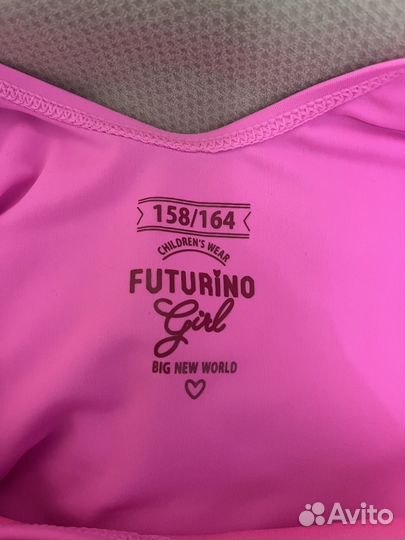 158/164
CHILDREN'S WEAR
FUTURINO
Girl
BIG NEW WORLD
Avito